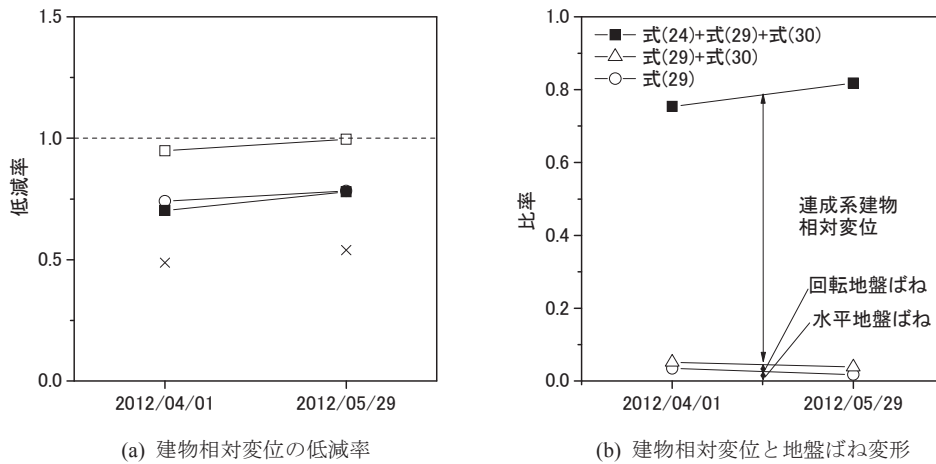 1.5
1.0
0.5
0.0
低減率
2012/04/01
2012/05/29
(a) 建物相対変位の低減率
1.0
0.8
0.6
0.4
0.2
0.0
比率
式(24)+式(29)+式(30)
式(29)+式(30)
式(29)
連成系建物
相対変位
回転地盤ばね
水平地盤ばね
2012/04/01
2012/05/29
(b) 建物相対変位と地盤ばね変形